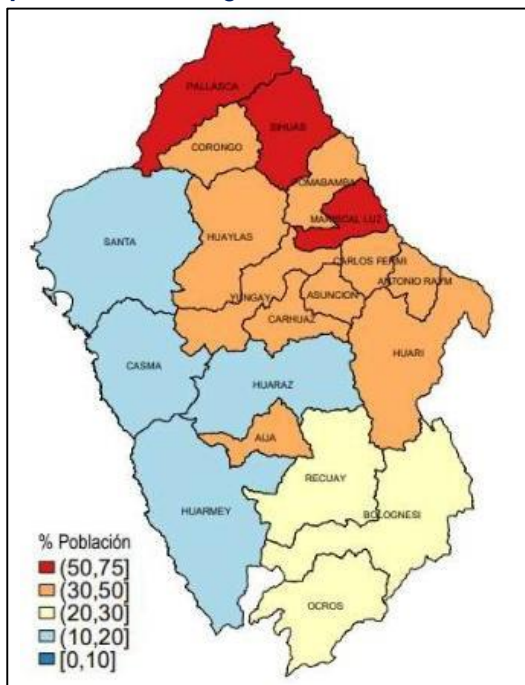 PALLASCA
SIHUAS
CORONGO
POMABAMBA
MARISCAL LUZ
SANTA
HUAYLAS
CARLOS FERMI
ANTONIO RAYM
YUNGAY
ASUNCION
CARHUAZ
HUARI
CASMA
HUARAZ
AIJA
RECUAY
HUARMEY
BOLOGNESI
OCROS
% Población
(50,75]
(30,50]
(20,30]
(10,20]
[0,10]